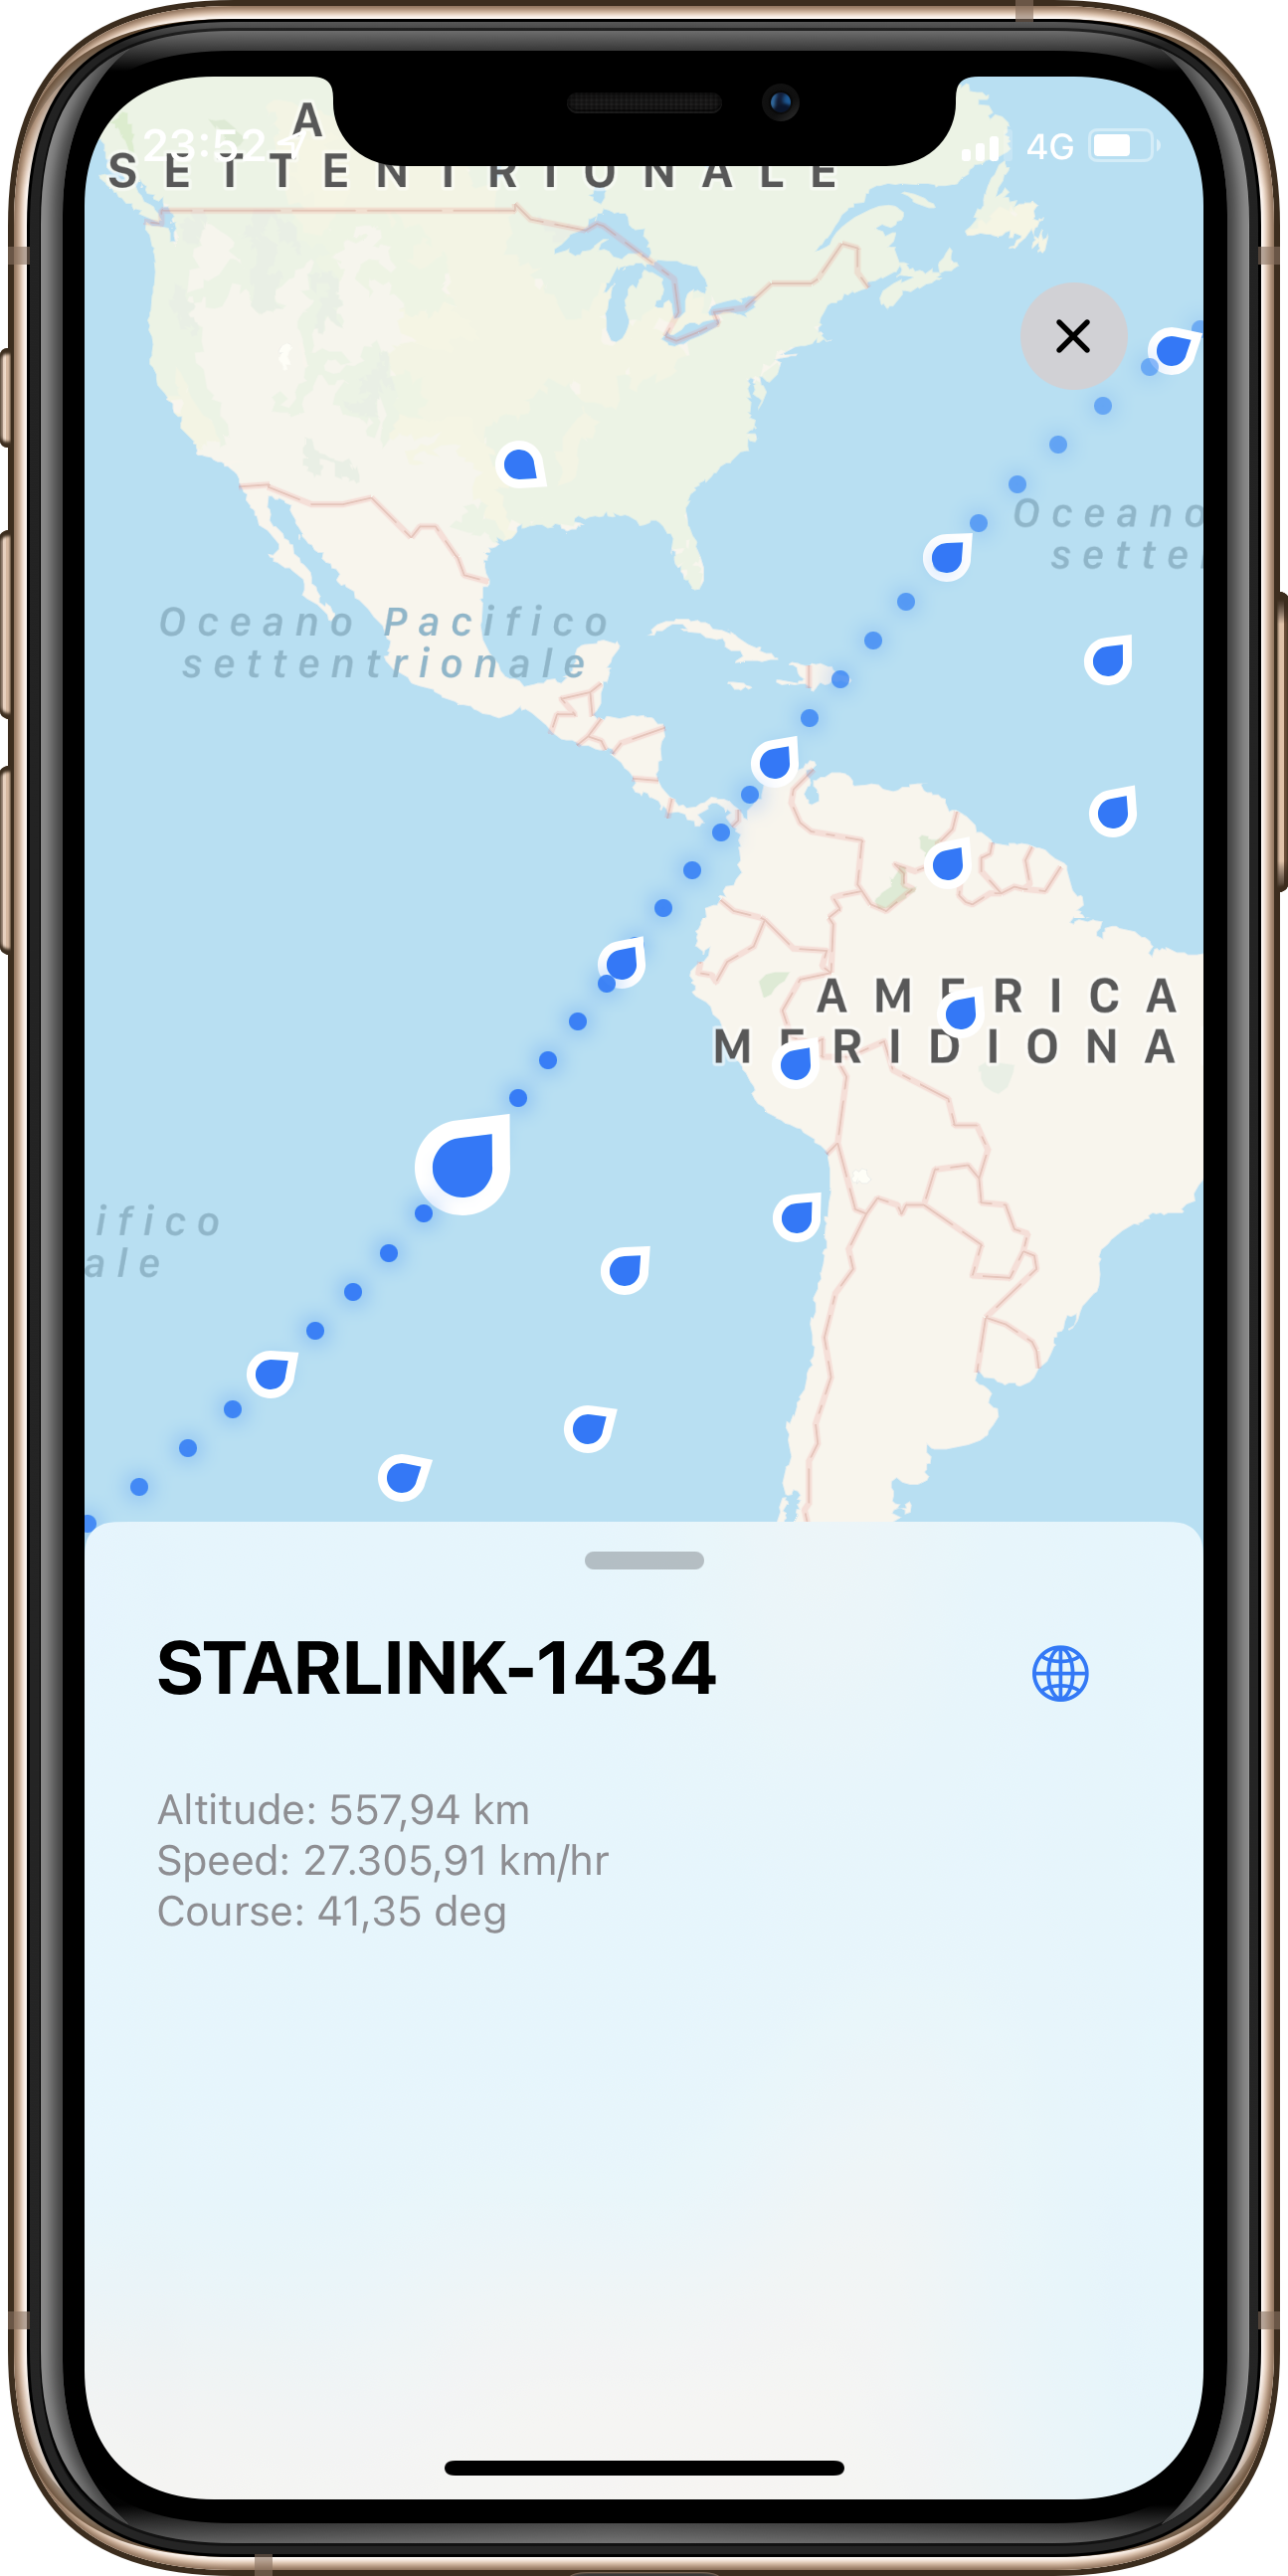 23:52
4G
A
SETTENTRIONALE
Oceano
Oceano Pacifico
settentrionale
AMERICA
MERIDIONA
ifico
ale
STARLINK-1434
Altitude: 557,94 km
Speed: 27.305,91 km/hr
Course: 41,35 deg